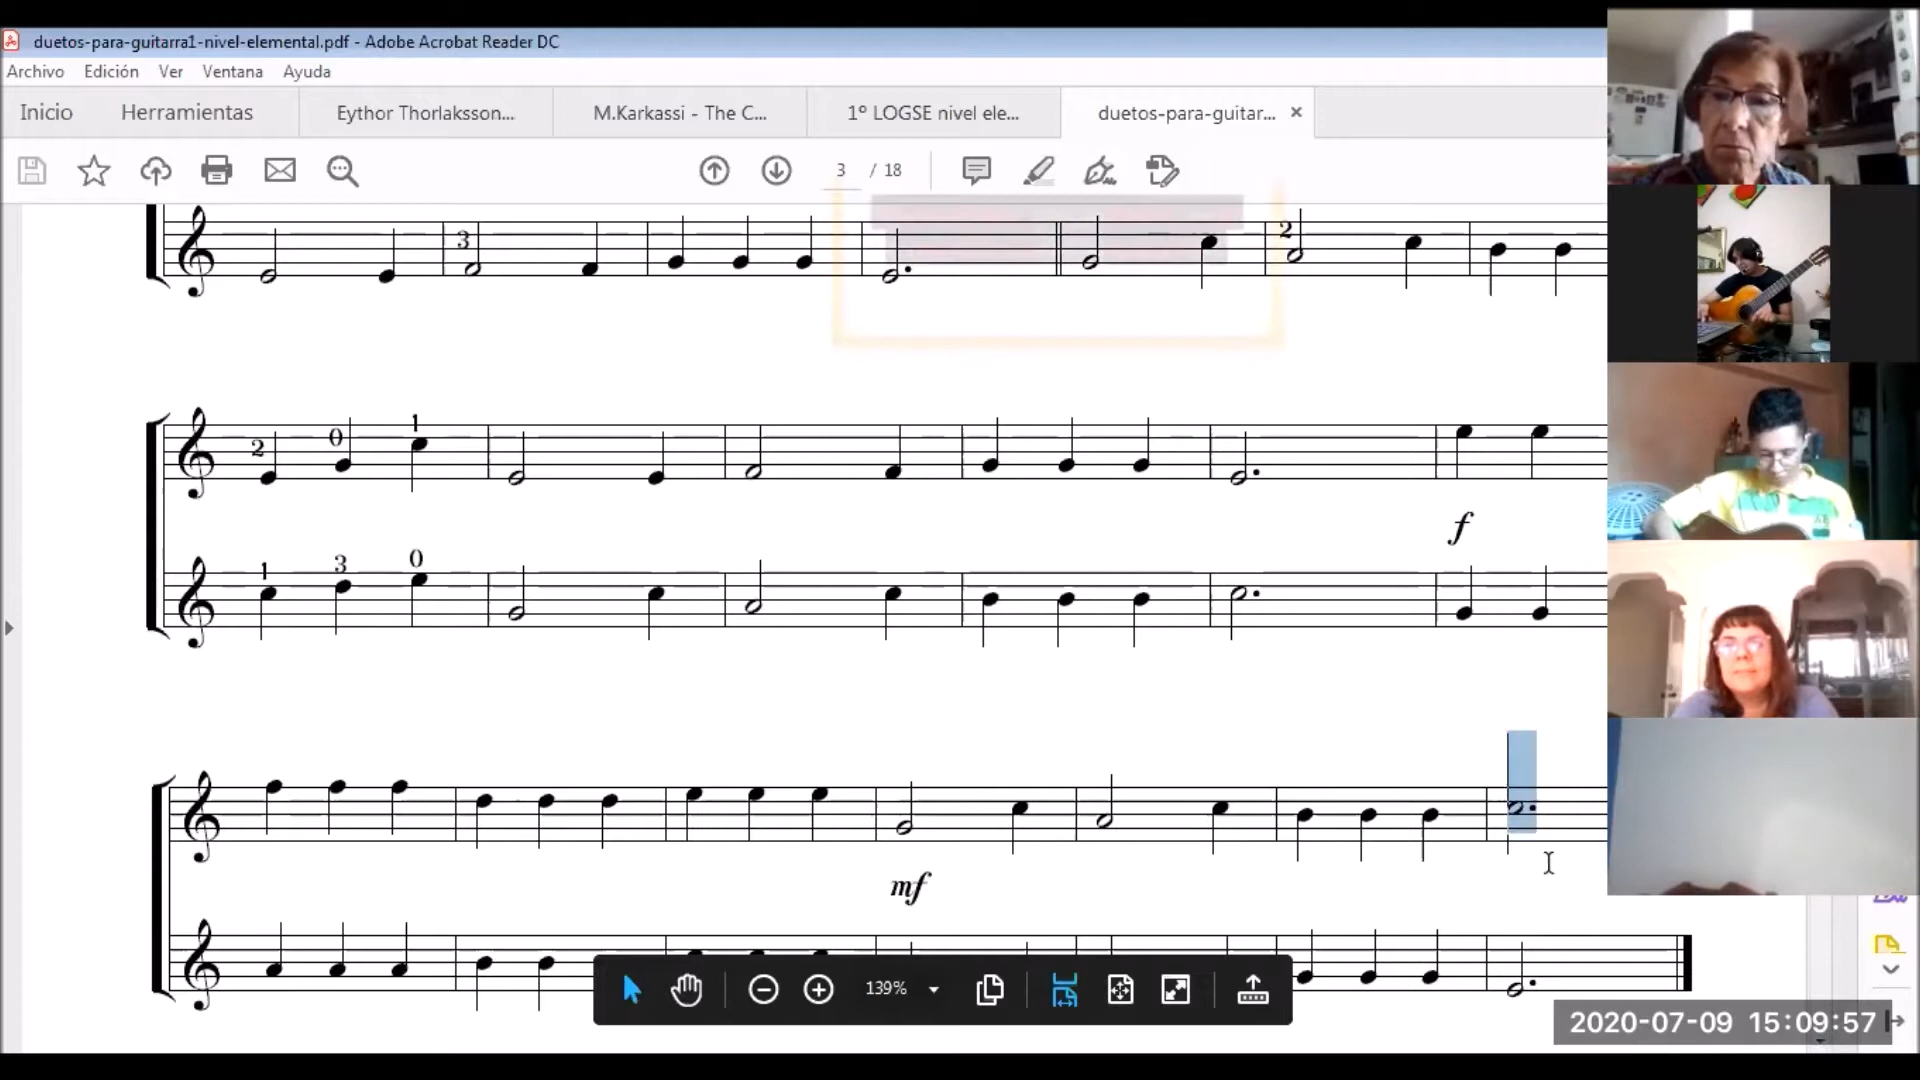 duetos-para-guitarra1-nivel-elemental.pdf - Adobe Acrobat Reader DC
Archivo Edición Ver Ventana Ayuda
Inicio Herramientas Eythor Thorlaksson... M.Karkassi - The C... 1º LOGSE nivel ele... duetos-para-guitar... ×
3 / 18
3 2
2 0 1
f
1 3 0
mf
139%
2020-07-09 15:09:57